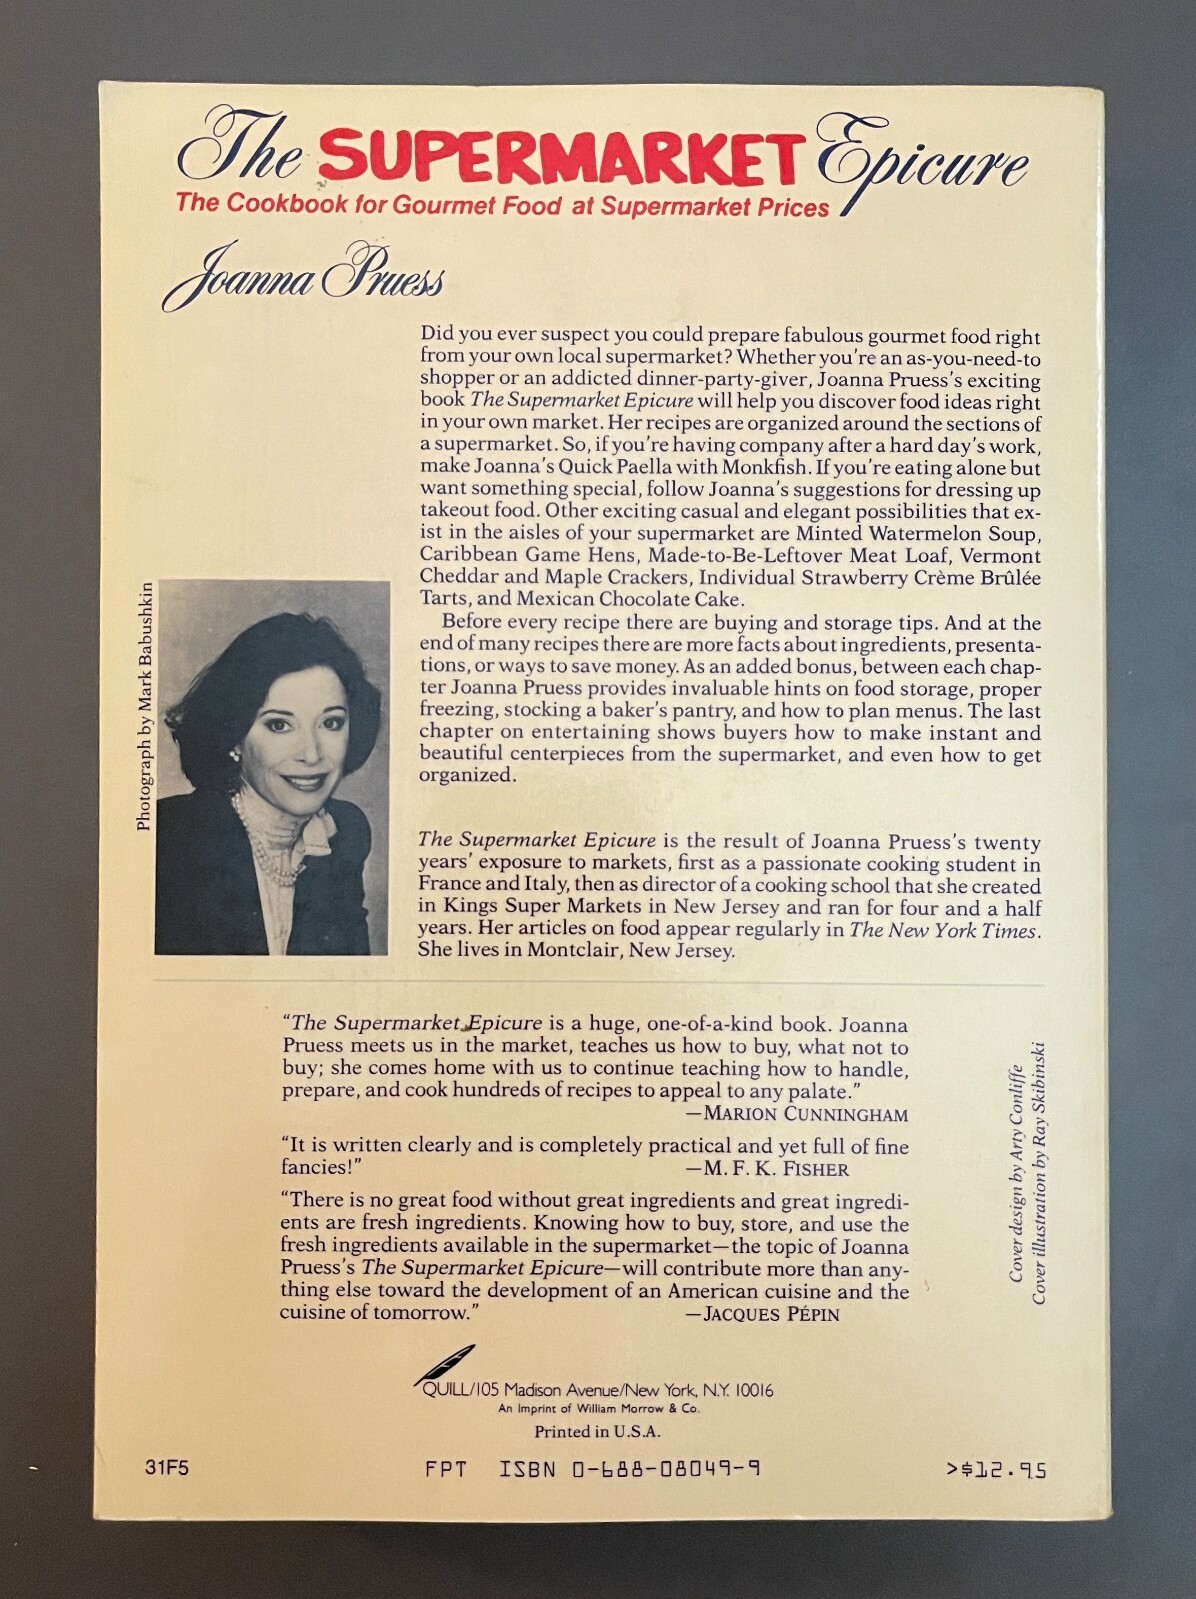 The SUPERMARKET Epicure
The Cookbook for Gourmet Food at Supermarket Prices
Joanna Pruess
Did you ever suspect you could prepare fabulous gourmet food right
from your own local supermarket? Whether you're an as-you-need-to
shopper or an addicted dinner-party-giver, Joanna Pruess's exciting
book The Supermarket Epicure will help you discover food ideas right
in your own market. Her recipes are organized around the sections of
a supermarket. So, if you're having company after a hard day's work,
make Joanna's Quick Paella with Monkfish. If you're eating alone but
want something special, follow Joanna's suggestions for dressing up
takeout food. Other exciting casual and elegant possibilities that ex-
ist in the aisles of your supermarket are Minted Watermelon Soup,
Caribbean Game Hens, Made-to-Be-Leftover Meat Loaf, Vermont
Cheddar and Maple Crackers, Individual Strawberry Crème Brûlée
Tarts, and Mexican Chocolate Cake.
Before every recipe there are buying and storage tips. And at the
end of many recipes there are more facts about ingredients, presenta-
tions, or ways to save money. As an added bonus, between each chap-
ter Joanna Pruess provides invaluable hints on food storage, proper
freezing, stocking a baker's pantry, and how to plan menus. The last
chapter on entertaining shows buyers how to make instant and
beautiful centerpieces from the supermarket, and even how to get
organized.
Photograph by Mark Babushkin
The Supermarket Epicure is the result of Joanna Pruess's twenty
years' exposure to markets, first as a passionate cooking student in
France and Italy, then as director of a cooking school that she created
in Kings Super Markets in New Jersey and ran for four and a half
years. Her articles on food appear regularly in The New York Times.
She lives in Montclair, New Jersey.
"The Supermarket Epicure is a huge, one-of-a-kind book. Joanna
Pruess meets us in the market, teaches us how to buy, what not to
buy; she comes home with us to continue teaching how to handle,
prepare, and cook hundreds of recipes to appeal to any palate."
—MARION CUNNINGHAM
"It is written clearly and is completely practical and yet full of fine
fancies!" —M. F. K. FISHER
"There is no great food without great ingredients and great ingredi-
ents are fresh ingredients. Knowing how to buy, store, and use the
fresh ingredients available in the supermarket—the topic of Joanna
Pruess's The Supermarket Epicure—will contribute more than any-
thing else toward the development of an American cuisine and the
cuisine of tomorrow." —JACQUES PÉPIN
Cover design by Arty Conliffe
Cover illustration by Ray Skibinski
QUILL/105 Madison Avenue/New York, N.Y. 10016
An Imprint of William Morrow & Co.
Printed in U.S.A.
31F5 FPT ISBN 0-688-08049-9 >$12.95